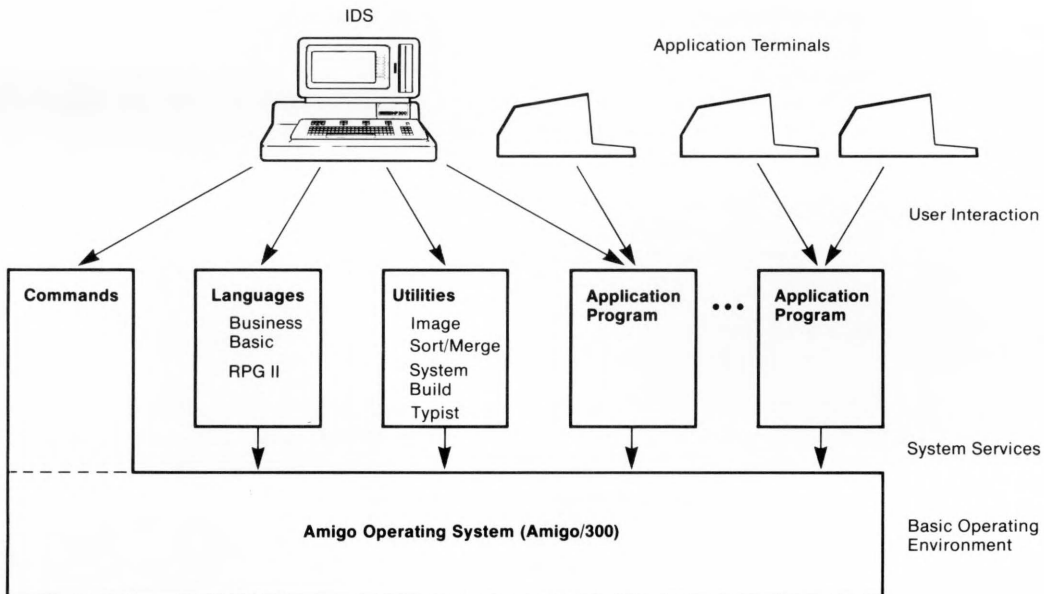 IDS
Application Terminals
User Interaction
Commands
Languages
Business
Basic
RPG II
Utilities
Image
Sort/Merge
System
Build
Typist
Application
Program
•••
Application
Program
System Services
Amigo Operating System (Amigo/300)
Basic Operating
Environment